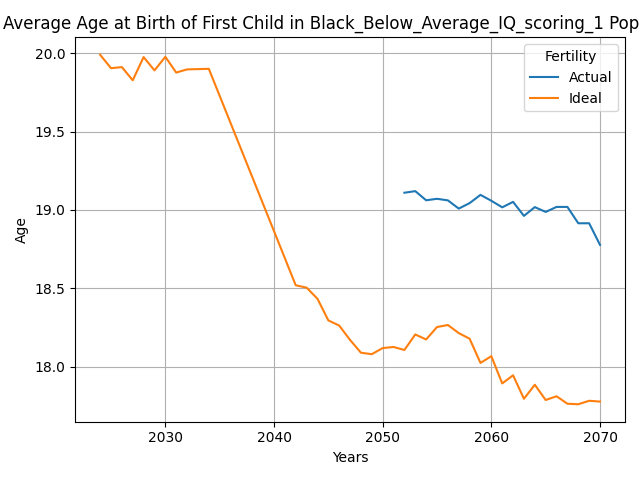 Average Age at Birth of First Child in Black_Below_Average_IQ_scoring_1 Pop
Fertility
Actual
Ideal
20.0
19.5
19.0
18.5
18.0
Age
2030 2040 2050 2060 2070
Years